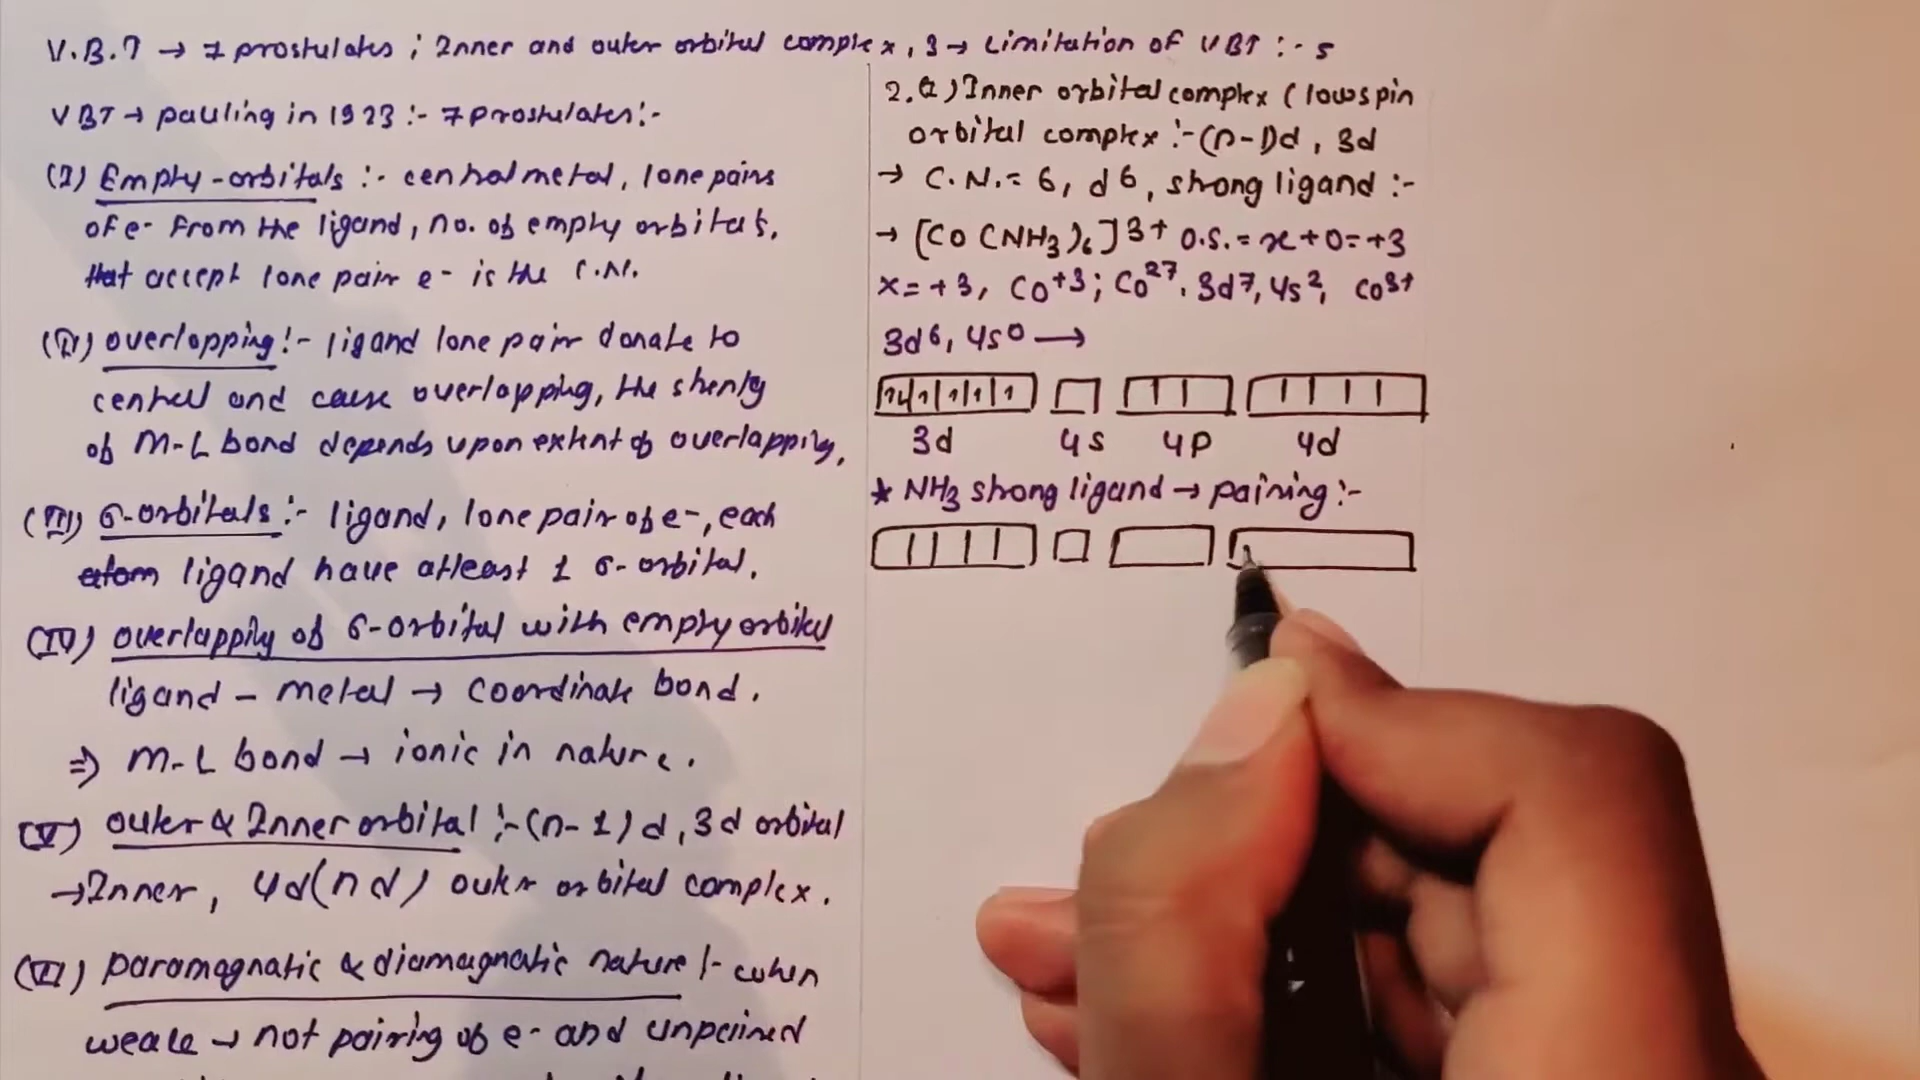 V.B.T → 7 prostulates ; Inner and outer orbital complex, 3 → Limitation of VBT :- 5
VBT → pauling in 1923 :- 7 Prostulates:-
(I) Empty-orbitals :- central metal, lone pairs
of e- from the ligand, no. of empty orbitals,
that accept lone pair e- is the C.N.
(II) overlopping :- ligand lone pair donate to
central and cause overlapping, the
of M-L bond depends upon extent of overlapping,
(III) σ-orbitals :- ligand, lone pair of e-, each
atom ligand have atleast 1 σ-orbital.
(IV) overlapping of σ-orbital with empty orbital
ligand - metal → coordinate bond.
⇒ M-L bond → ionic in nature.
(V) outer & Inner orbital :- (n-1)d, 3d orbital
→ Inner, 4d(nd) outer orbital complex.
(VI) paramagnatic & diamagnatic nature :- when
→ not pairing of e- and unpaired
2.(I) Inner orbital complex (low spin
orbital complex :- (n-1)d, 3d
→ C.N. = 6, d6, strong ligand :-
→ [CO (NH3)6]3+ O.S. = x+0=+3
x=+3, Co+3; Co27, 3d7, 4s2, Co3+
3d6, 4s0 →
3d 4s 4p 4d
* NH3 strong ligand → pairing :-